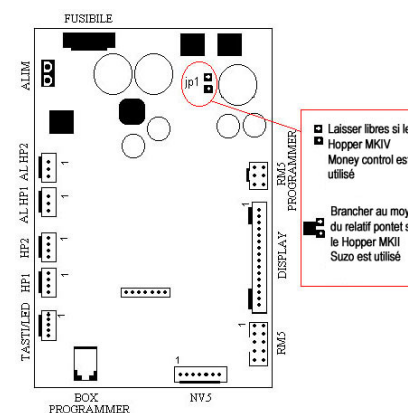 FUSIBILE
ALIM
jp1
AL HP2
1
AL HP1
1
HP2
1
HP1
1
TASTI/LED
1
RM5
PROGRAMMER
1
DISPLAY
1
RM5
1
BOX
PROGRAMMER
NV5
Laisser libres si le
Hopper MKIV
Money control est
utilisé
Brancher au
du relatif pontet
le Hopper MKII
Suzo est utilisé